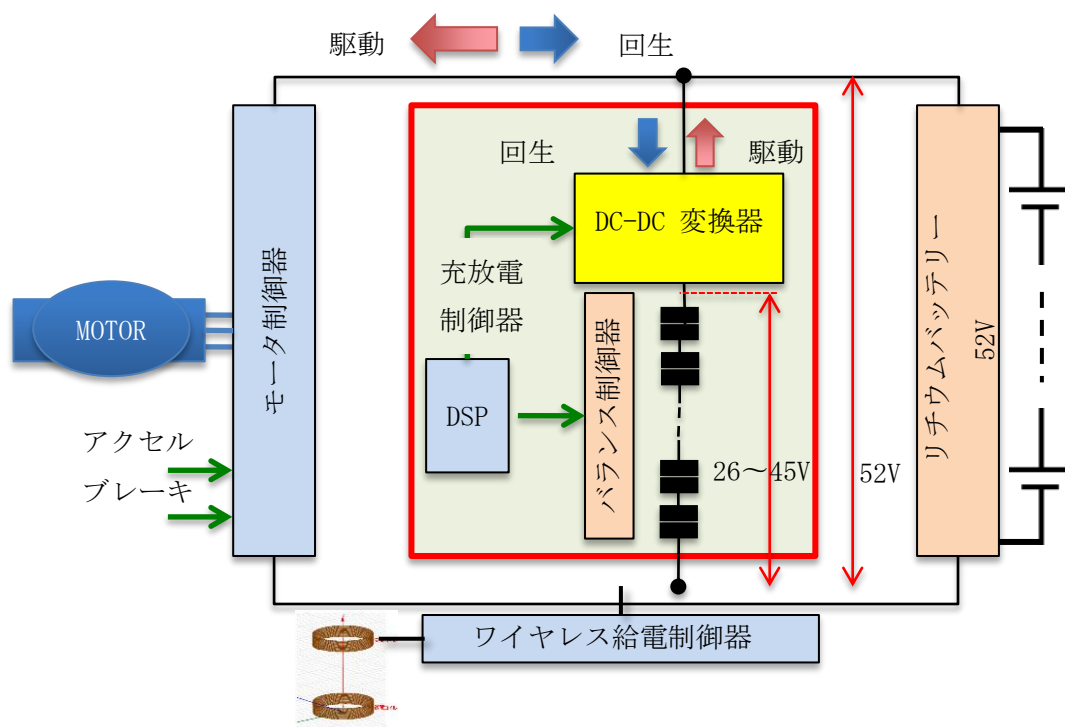 駆動
回生
回生
駆動
DC-DC 変換器
充放電
制御器
モータ制御器
MOTOR
バランス制御器
DSP
リチウムバッテリー
52V
アクセル
ブレーキ
26～45V
52V
ワイヤレス給電制御器